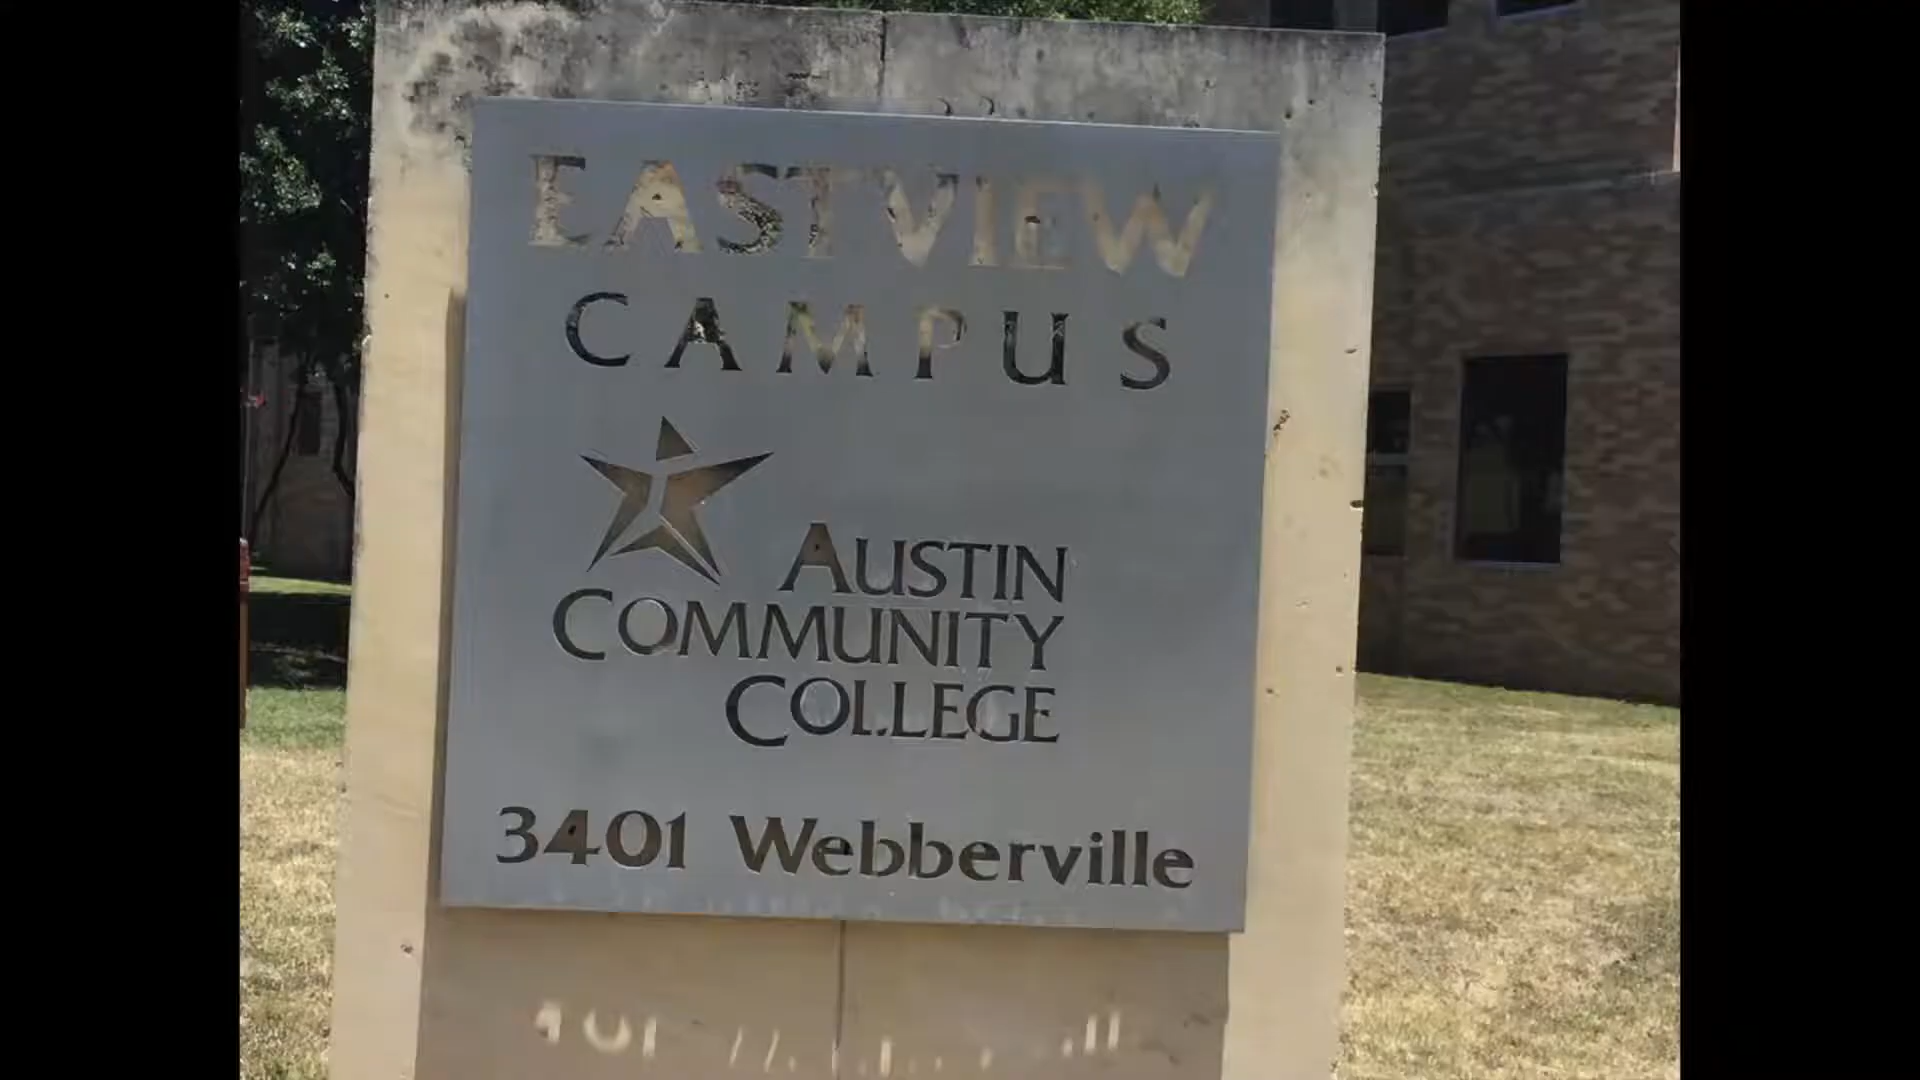 EASTVIEW
CAMPUS
AUSTIN
COMMUNITY
COLLEGE
3401 Webberville